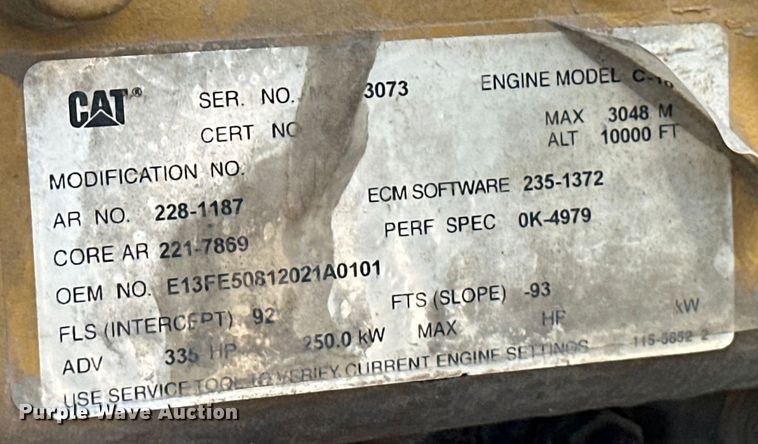 CAT® SER. NO. 3073 ENGINE MODEL
CERT NO MAX 3048 M
ALT 10000 FT
MODIFICATION NO.
AR NO. 228-1187 ECM SOFTWARE 235-1372
CORE AR 221-7869 PERF SPEC 0K-4979
OEM NO. E13FE50812021A0101
FLS (INTERCEPT) 92 FTS (SLOPE) -93
ADV 335 HP 250.0 kW MAX HP kW
USE SERVICE TOOL TO VERIFY CURRENT ENGINE SETTINGS 115-5852 2
Purple Wave Auction